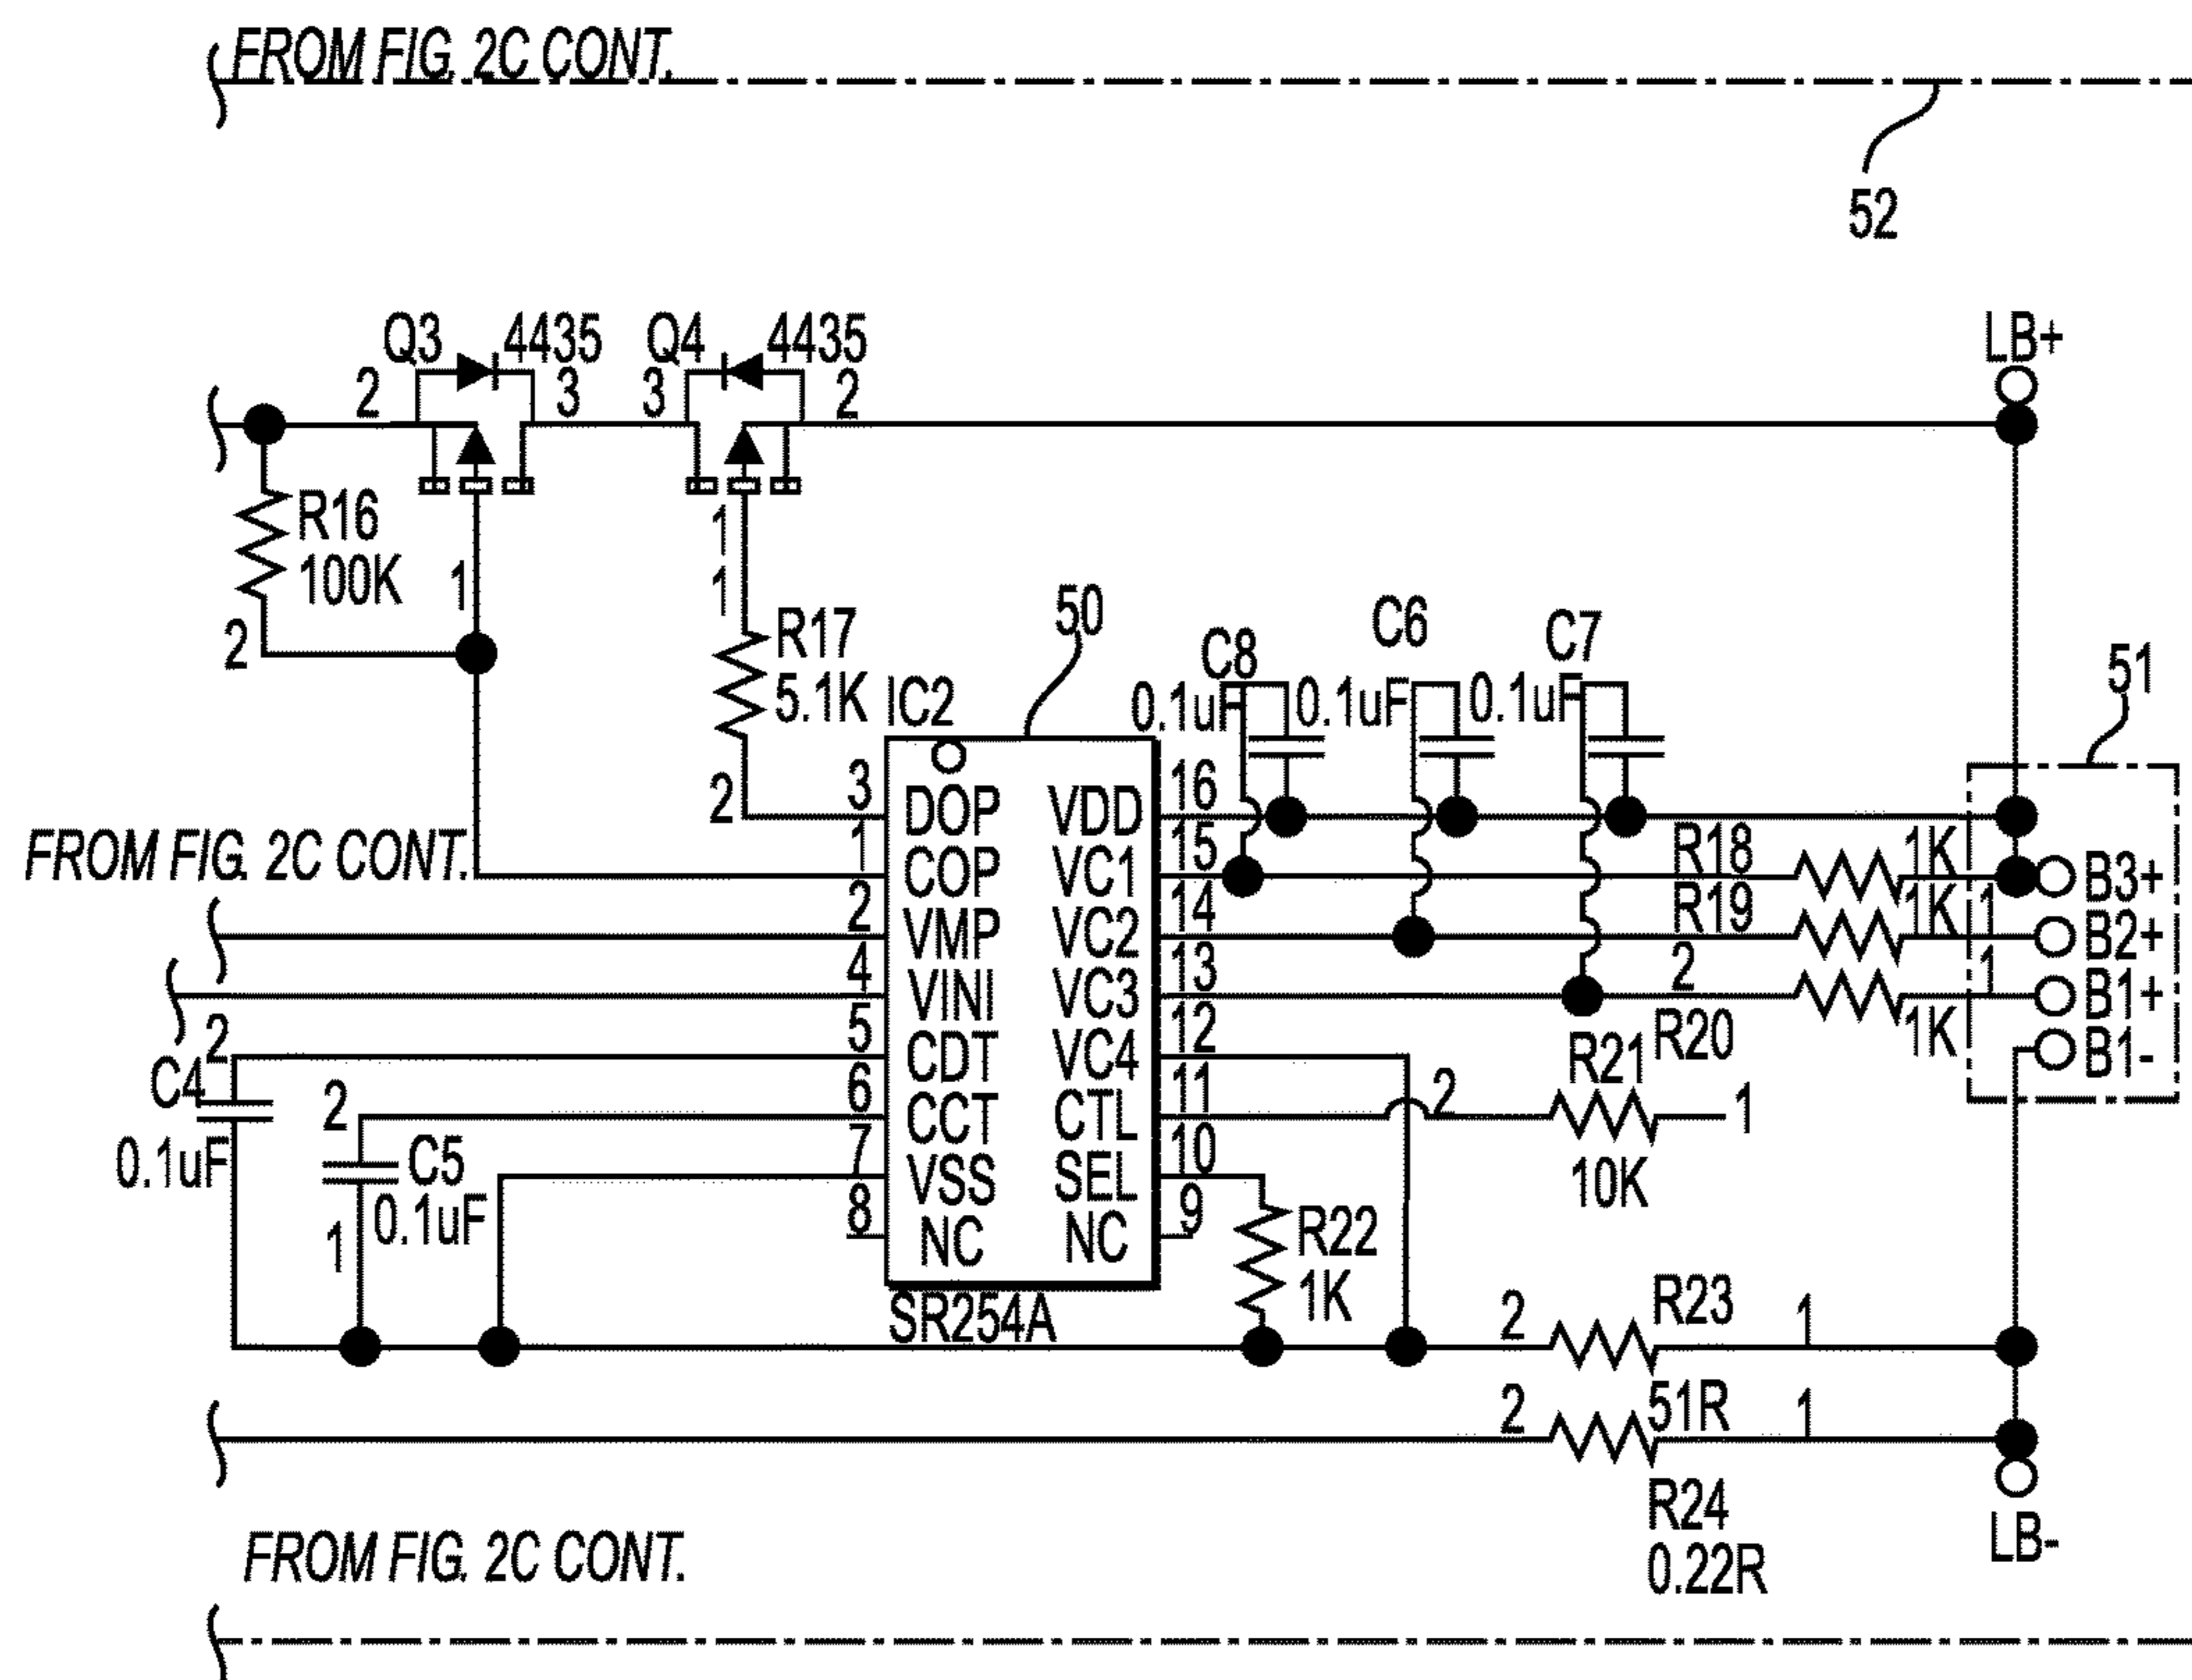 FROM FIG. 2C CONT.
52
Q3 4435 Q4 4435 LB+
2 3 3 2
R16
100K
1
1
1
2
R17
5.1K
50
C8 C6 C7
0.1uF 0.1uF 0.1uF
51
IC2
2
3 DOP VDD 16
1 COP VC1 15 R18 1K B3+
FROM FIG. 2C CONT.
2 VMP VC2 14 R19 1K 1 B2+
4 VINI VC3 13 2 1 B1+
5 CDT VC4 12 R20 1K B1-
6 CCT CTL 11 2 R21 1
10K
7 VSS SEL 10
8 NC NC 9
2
C4
0.1uF
2
C5
0.1uF
1
R22
1K
SR254A
2 R23 1
51R
2 1
R24
0.22R
LB-
FROM FIG. 2C CONT.